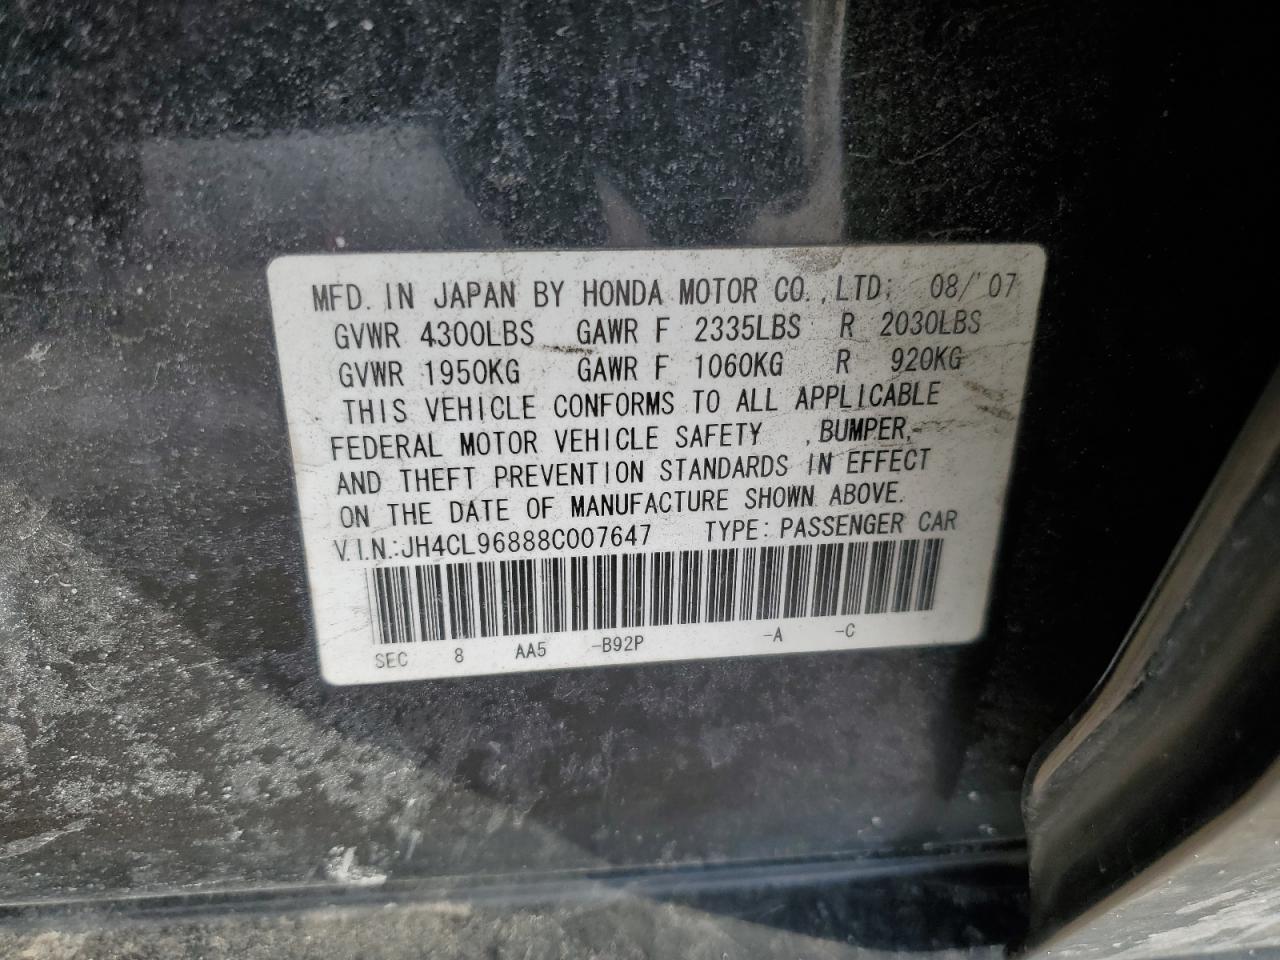 MFD. IN JAPAN BY HONDA MOTOR CO.,LTD. 08/'07
GVWR 4300LBS GAWR F 2335LBS R 2030LBS
GVWR 1950KG GAWR F 1060KG R 920KG
THIS VEHICLE CONFORMS TO ALL APPLICABLE
FEDERAL MOTOR VEHICLE SAFETY ,BUMPER,
AND THEFT PREVENTION STANDARDS IN EFFECT
ON THE DATE OF MANUFACTURE SHOWN ABOVE.
V.I.N.:JH4CL96888C007647 TYPE: PASSENGER CAR
SEC 8 AA5 -B92P -A -C